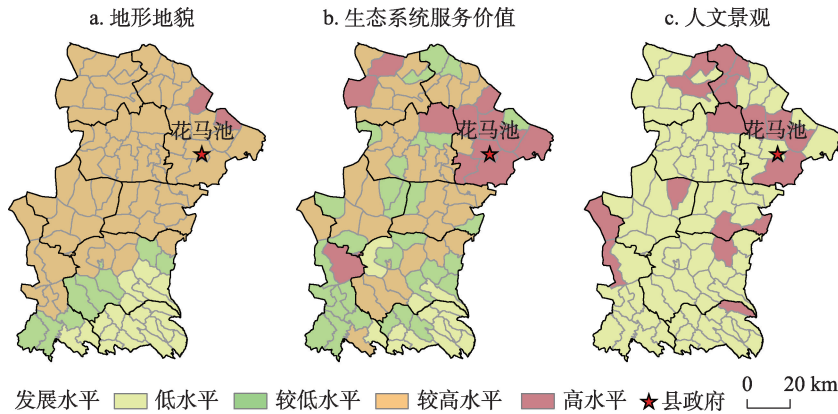 a. 地形地貌
b. 生态系统服务价值
c. 人文景观
花马池
花马池
花马池
发展水平 低水平 较低水平 较高水平 高水平 县政府 0 20 km